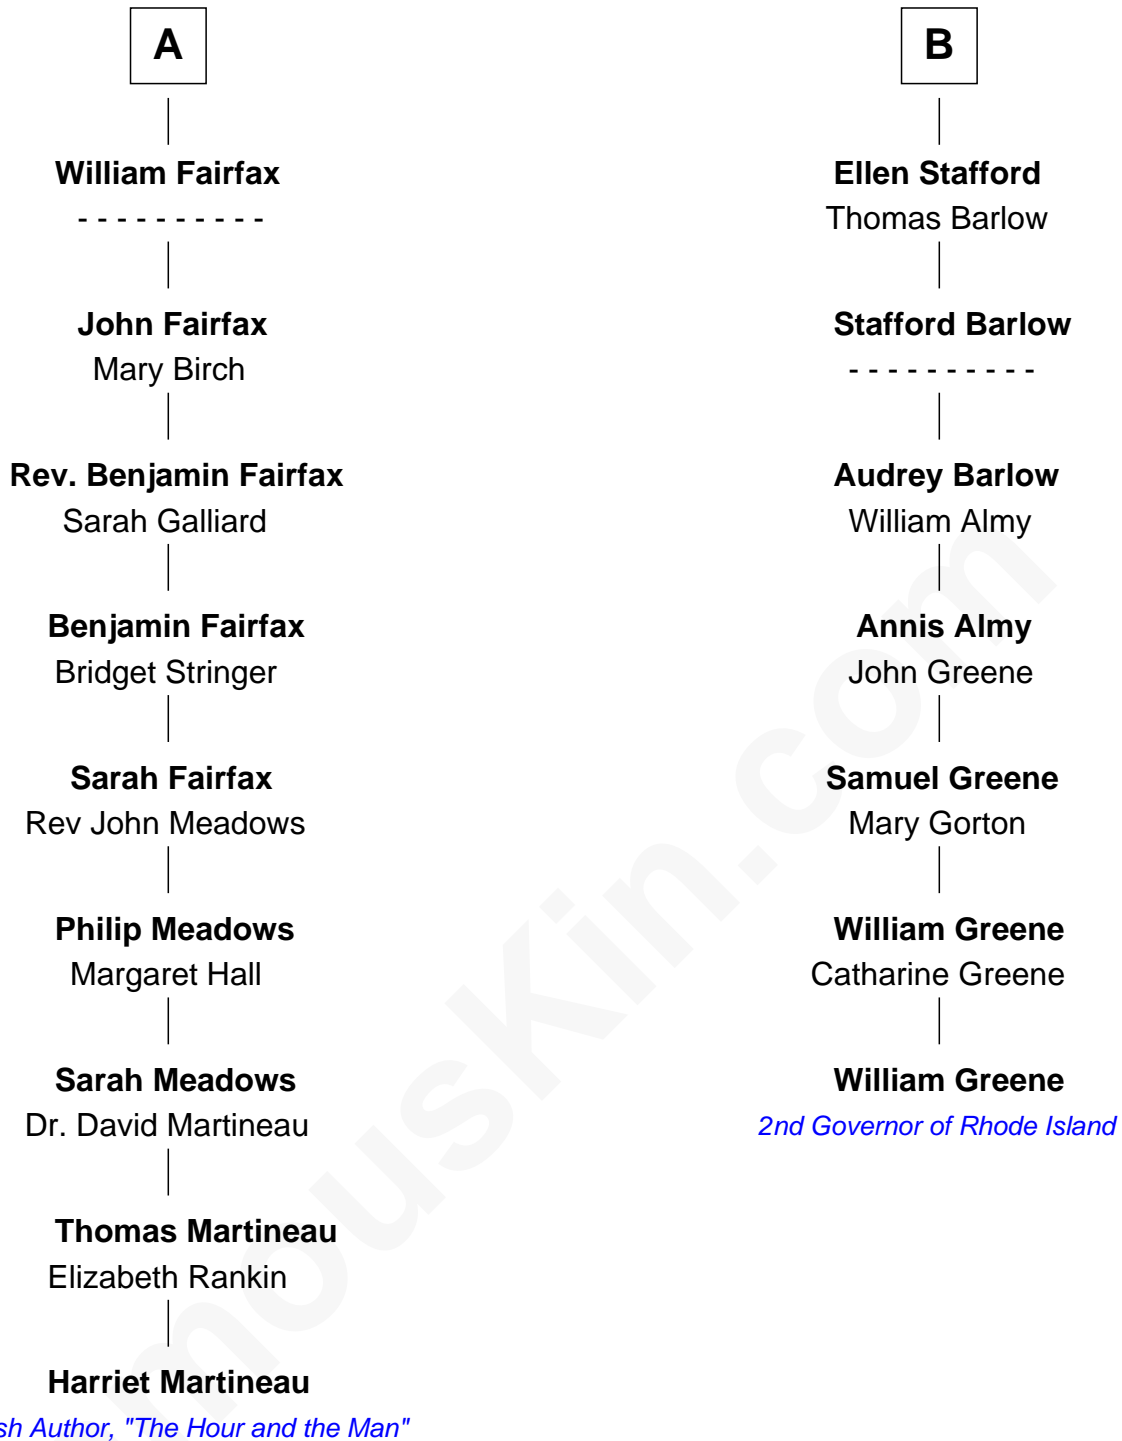 A
William Fairfax
- - - - - - - - - -
John Fairfax
Mary Birch
Rev. Benjamin Fairfax
Sarah Galliard
Benjamin Fairfax
Bridget Stringer
Sarah Fairfax
Rev John Meadows
Philip Meadows
Margaret Hall
Sarah Meadows
Dr. David Martineau
Thomas Martineau
Elizabeth Rankin
Harriet Martineau
sh Author, "The Hour and the Man"
B
Ellen Stafford
Thomas Barlow
Stafford Barlow
- - - - - - - - - -
Audrey Barlow
William Almy
Annis Almy
John Greene
Samuel Greene
Mary Gorton
William Greene
Catharine Greene
William Greene
2nd Governor of Rhode Island
mousKin.com